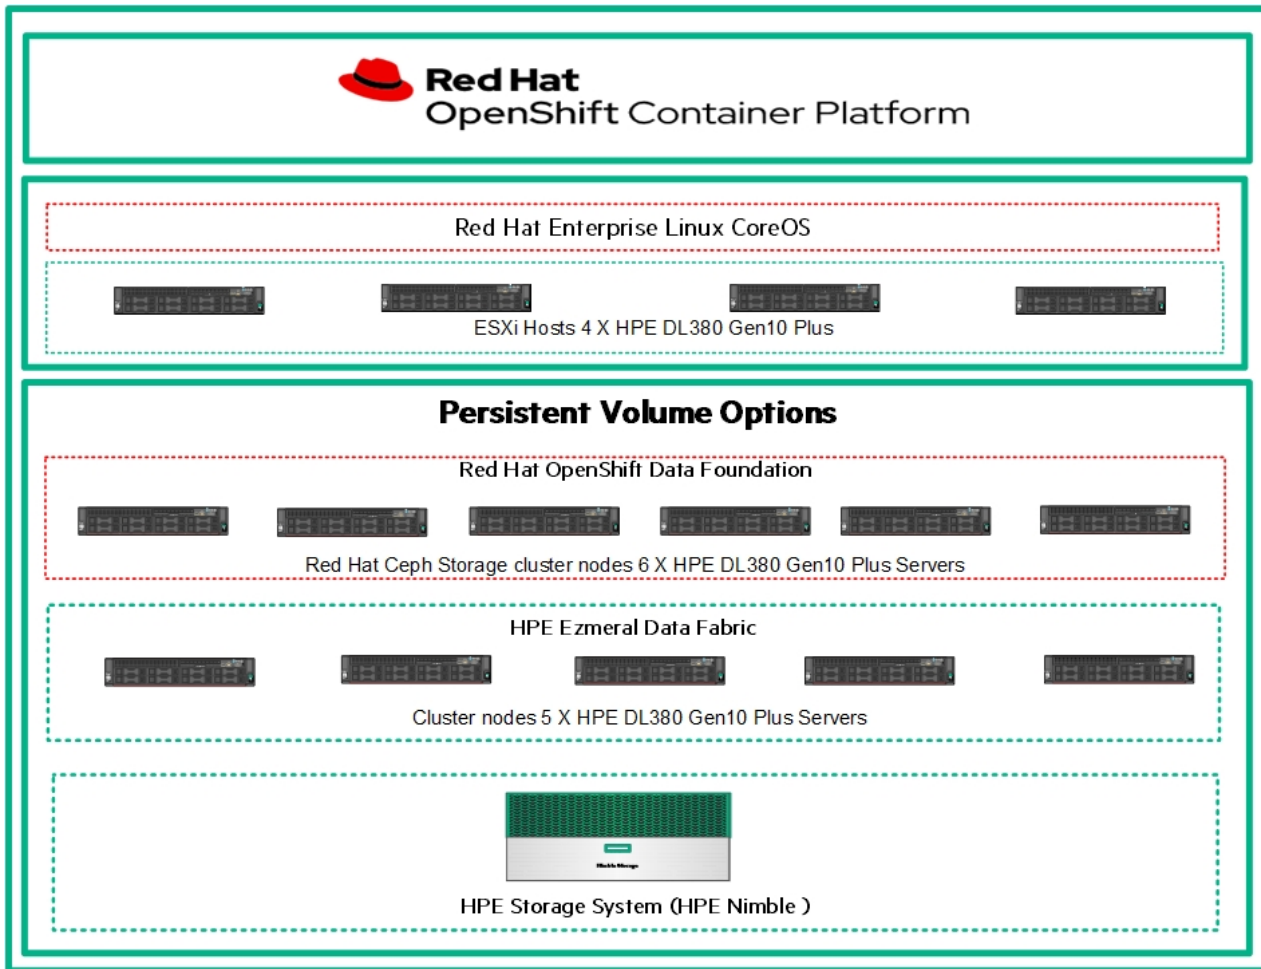 Red Hat
OpenShift Container Platform
Red Hat Enterprise Linux CoreOS
ESXi Hosts 4 X HPE DL380 Gen10 Plus
Persistent Volume Options
Red Hat OpenShift Data Foundation
Red Hat Ceph Storage cluster nodes 6 X HPE DL380 Gen10 Plus Servers
HPE Ezmeral Data Fabric
Cluster nodes 5 X HPE DL380 Gen10 Plus Servers
Nimble Storage
HPE Storage System (HPE Nimble )